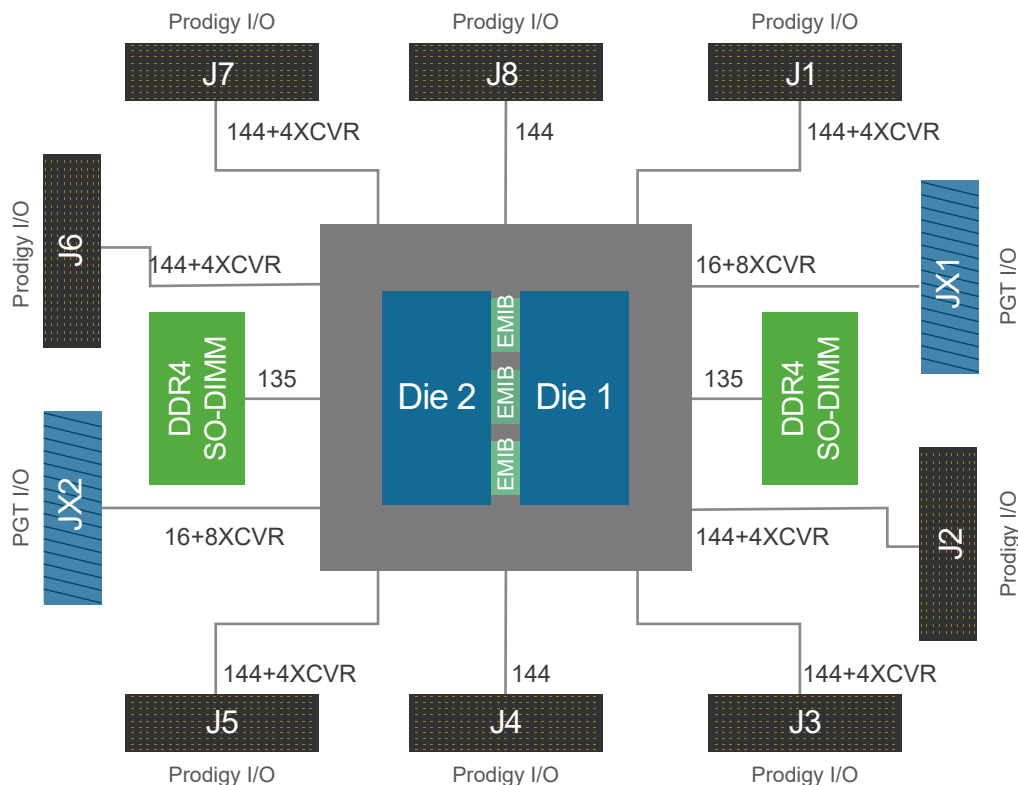 Prodigy I/O
Prodigy I/O
Prodigy I/O
J7
J8
J1
144+4XCVR
144
144+4XCVR
Prodigy I/O
J6
144+4XCVR
16+8XCVR
JX1
PGT I/O
DDR4
SO-DIMM
135
Die 2
EMIB
EMIB
EMIB
Die 1
135
DDR4
SO-DIMM
PGT I/O
JX2
16+8XCVR
144+4XCVR
J2
Prodigy I/O
144+4XCVR
144
144+4XCVR
J5
J4
J3
Prodigy I/O
Prodigy I/O
Prodigy I/O